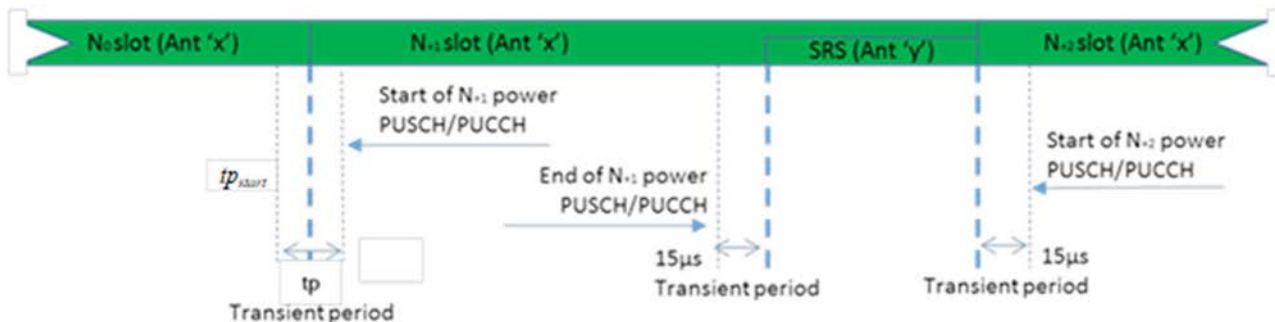 N₀ slot (Ant ‘x’)
N₊₁ slot (Ant ‘x’)
SRS (Ant ‘y’)
N₊₂ slot (Ant ‘x’)
Start of N₊₁ power
PUSCH/PUCCH
Start of N₊₂ power
PUSCH/PUCCH
tp_start
End of N₊₁ power
PUSCH/PUCCH
tp
Transient period
15µs
Transient period
15µs
Transient period